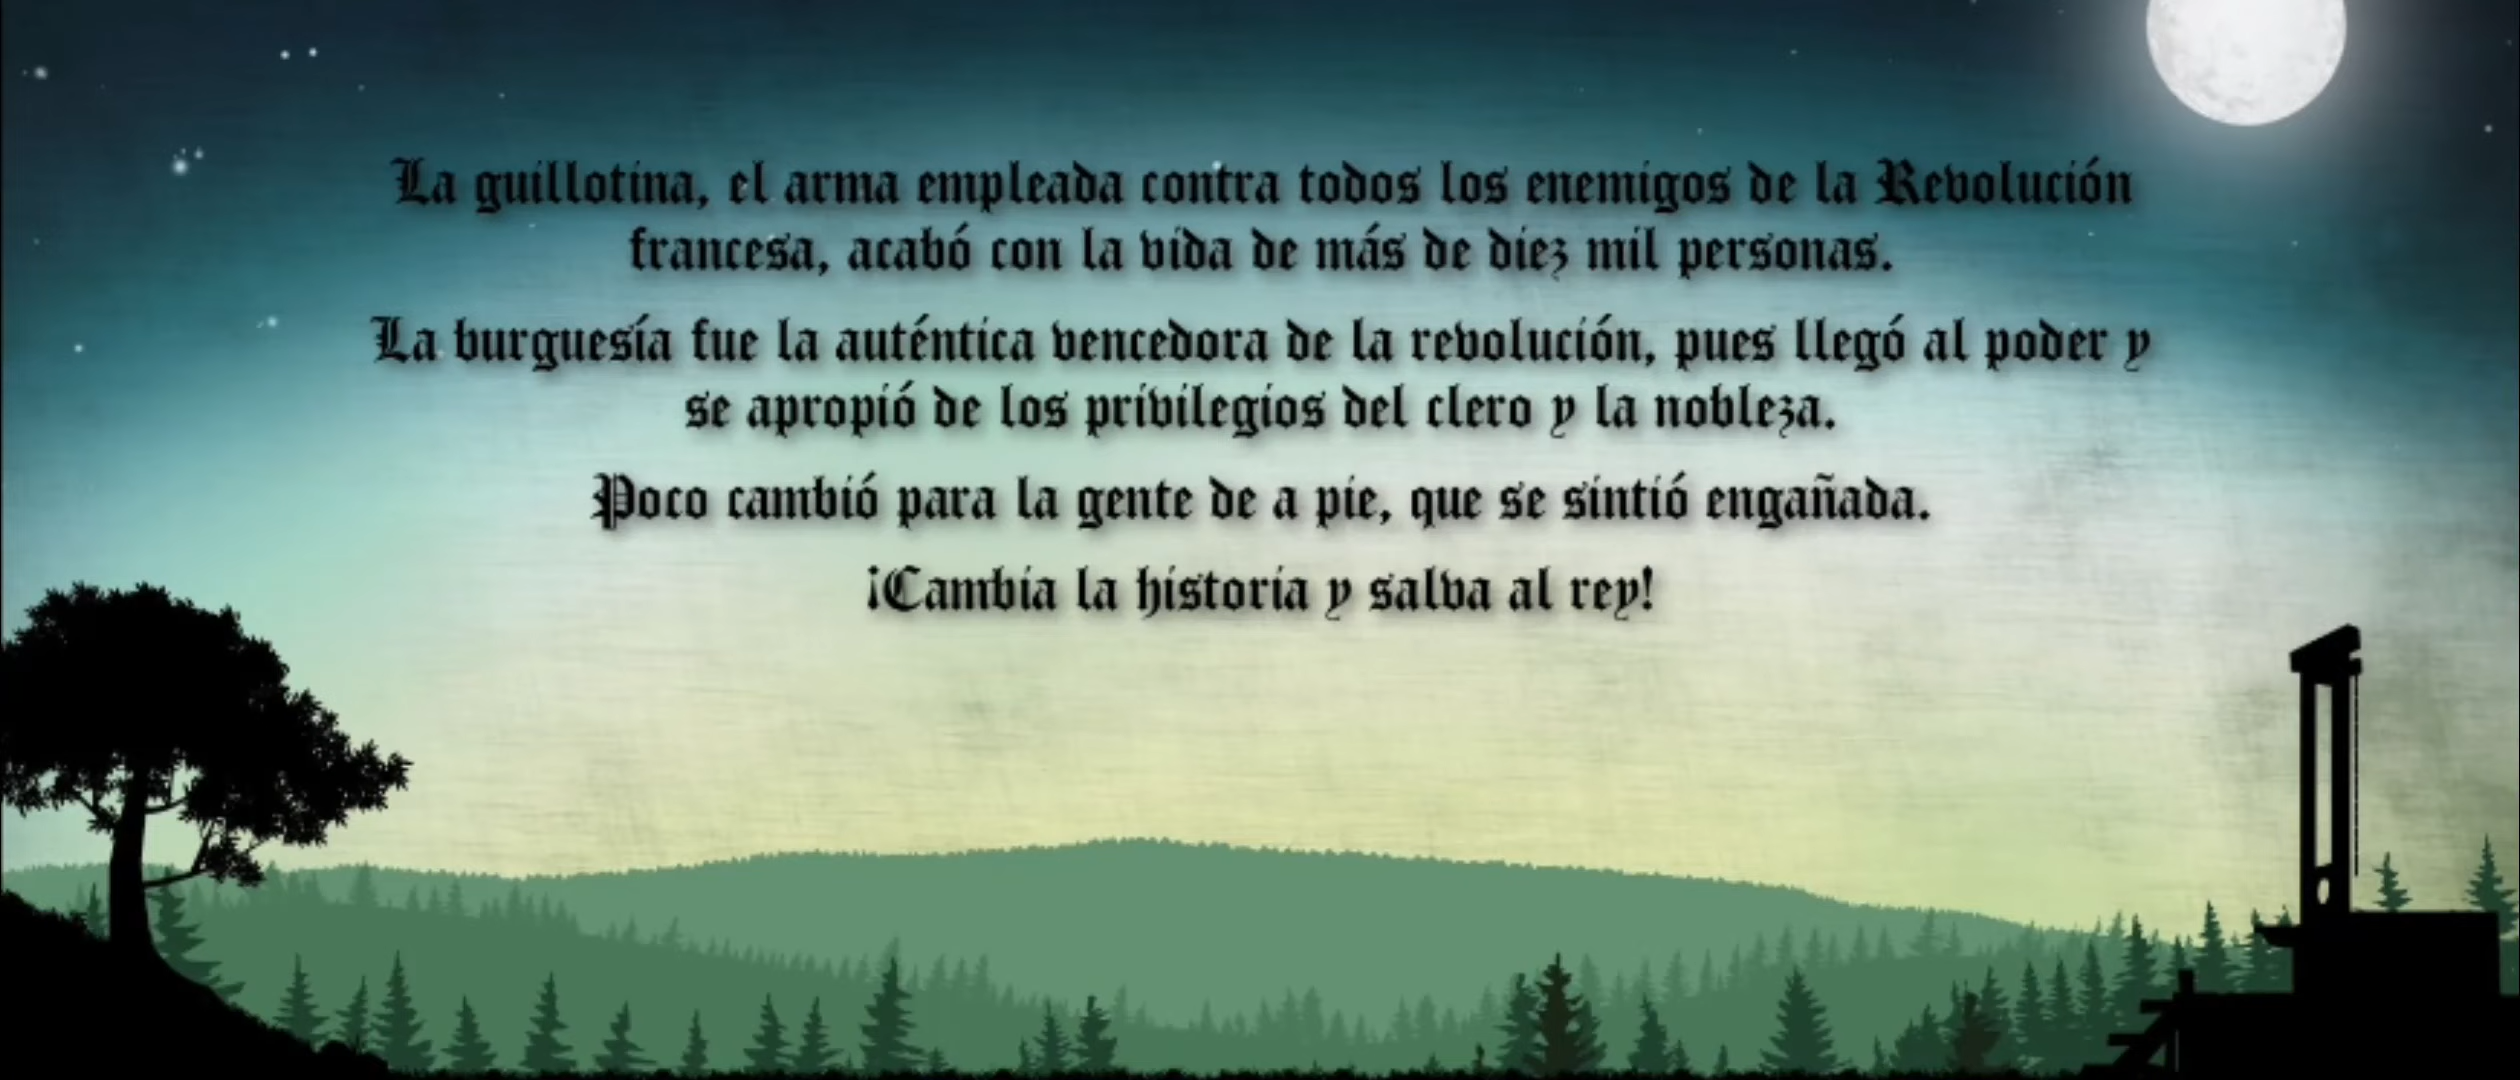 La guillotina, el arma empleada contra todos los enemigos de la Revolución
francesa, acabó con la vida de más de diez mil personas.
La burguesía fue la auténtica vencedora de la revolución, pues llegó al poder y
se apropió de los privilegios del clero y la nobleza.
Poco cambió para la gente de a pie, que se sintió engañada.
¡Cambia la historia y salva al rey!